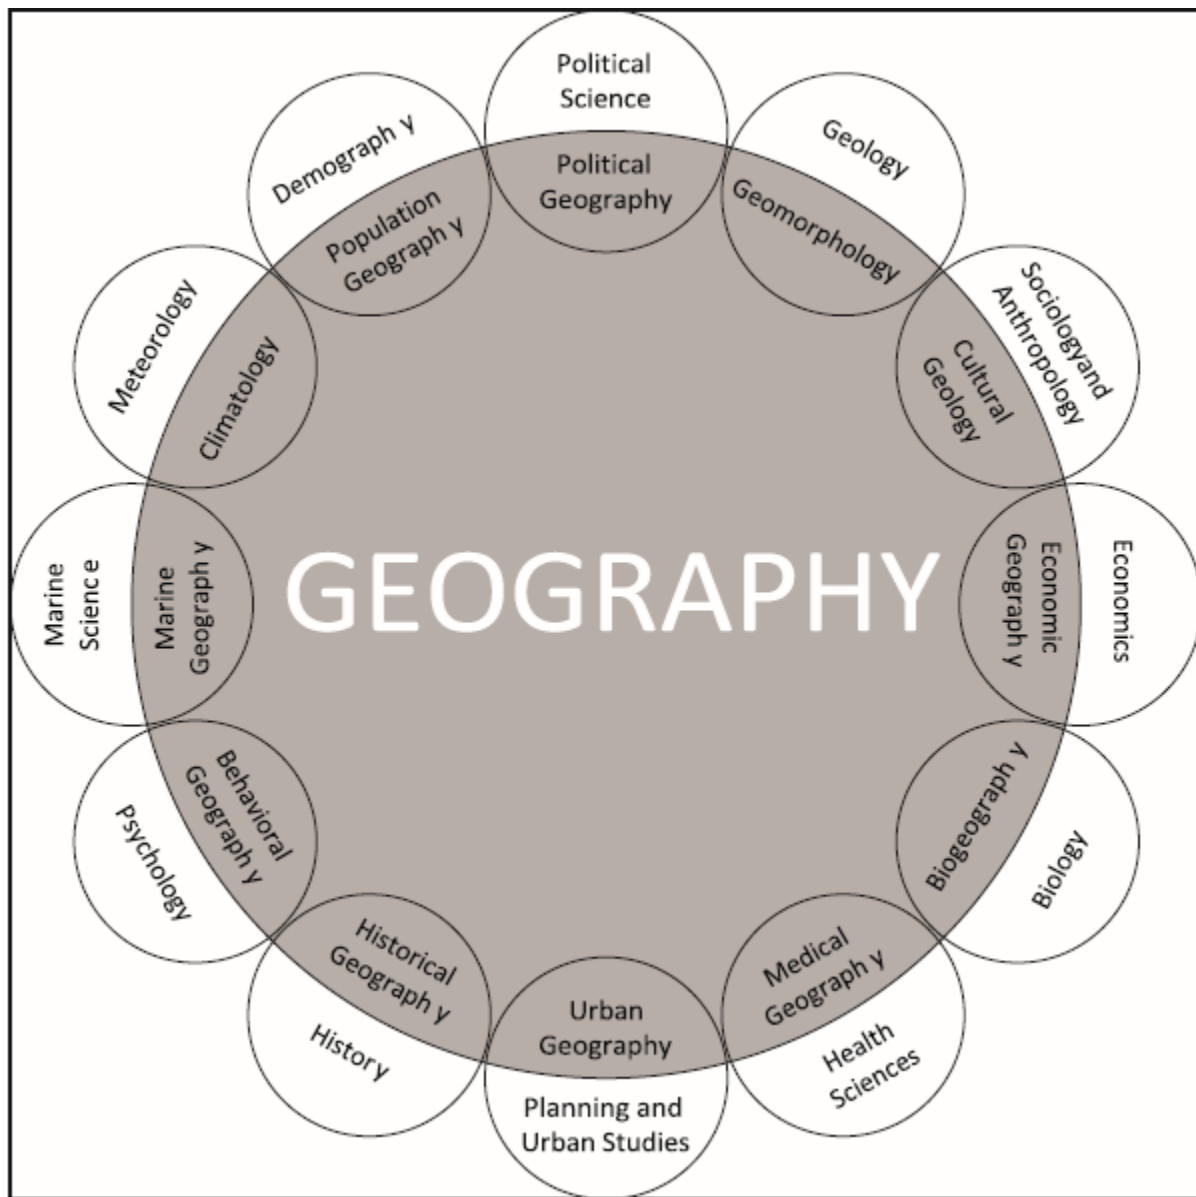 Political
Science
Political
Geography
Geology
Geomorphology
Sociologyand
Anthropology
Cultural
Geology
Economics
Economic
Geograph y
Biology
Biogeograph y
Health
Sciences
Medical
Geograph y
Planning and
Urban Studies
Urban
Geography
History
Historical
Geograph y
Psychology
Behavioral
Geograph y
Marine
Science
Marine
Geograph y
Meteorology
Climatology
Demograph y
Population
Geograph y
GEOGRAPHY